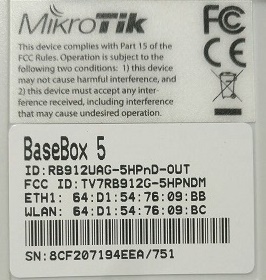 MikroTik
FC CE
This device complies with Part 15 of the
FCC Rules. Operation is subject to the
following two conditions: 1) this device
may not cause harmful interference, and
2) this device must accept any inter-
ference received, including interference
that may cause undesired operation.
BaseBox 5
ID:RB912UAG-5HPnD-OUT
FCC ID:TV7RB912G-5HPNDM
ETH1: 64:D1:54:76:09:BB
WLAN: 64:D1:54:76:09:BC
SN:8CF207194EEA/751